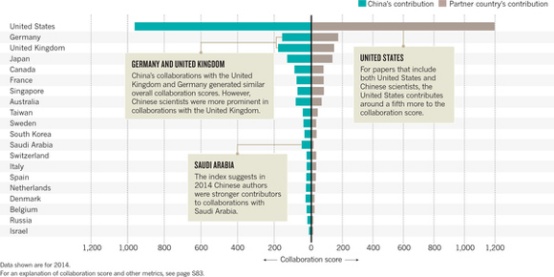 China's contribution Partner country's contribution
United States
Germany
United Kingdom
Japan
Canada
France
Singapore
Australia
Taiwan
Sweden
South Korea
Saudi Arabia
Switzerland
Italy
Spain
Netherlands
Denmark
Belgium
Russia
Israel
GERMANY AND UNITED KINGDOM
China's collaborations with the United
Kingdom and Germany generated similar
overall collaboration scores. However,
Chinese scientists were more prominent in
collaborations with the United Kingdom.
UNITED STATES
For papers that include
both United States and
Chinese scientists, the
United States contributes
around a fifth more to the
collaboration score.
SAUDI ARABIA
The index suggests in
2014 Chinese authors
were stronger contributors
to collaborations with
Saudi Arabia.
1,200 1,000 800 600 400 200 0 200 400 600 800 1,000 1,200
Collaboration score
Data shown are for 2014.
For an explanation of collaboration score and other metrics, see page S83.